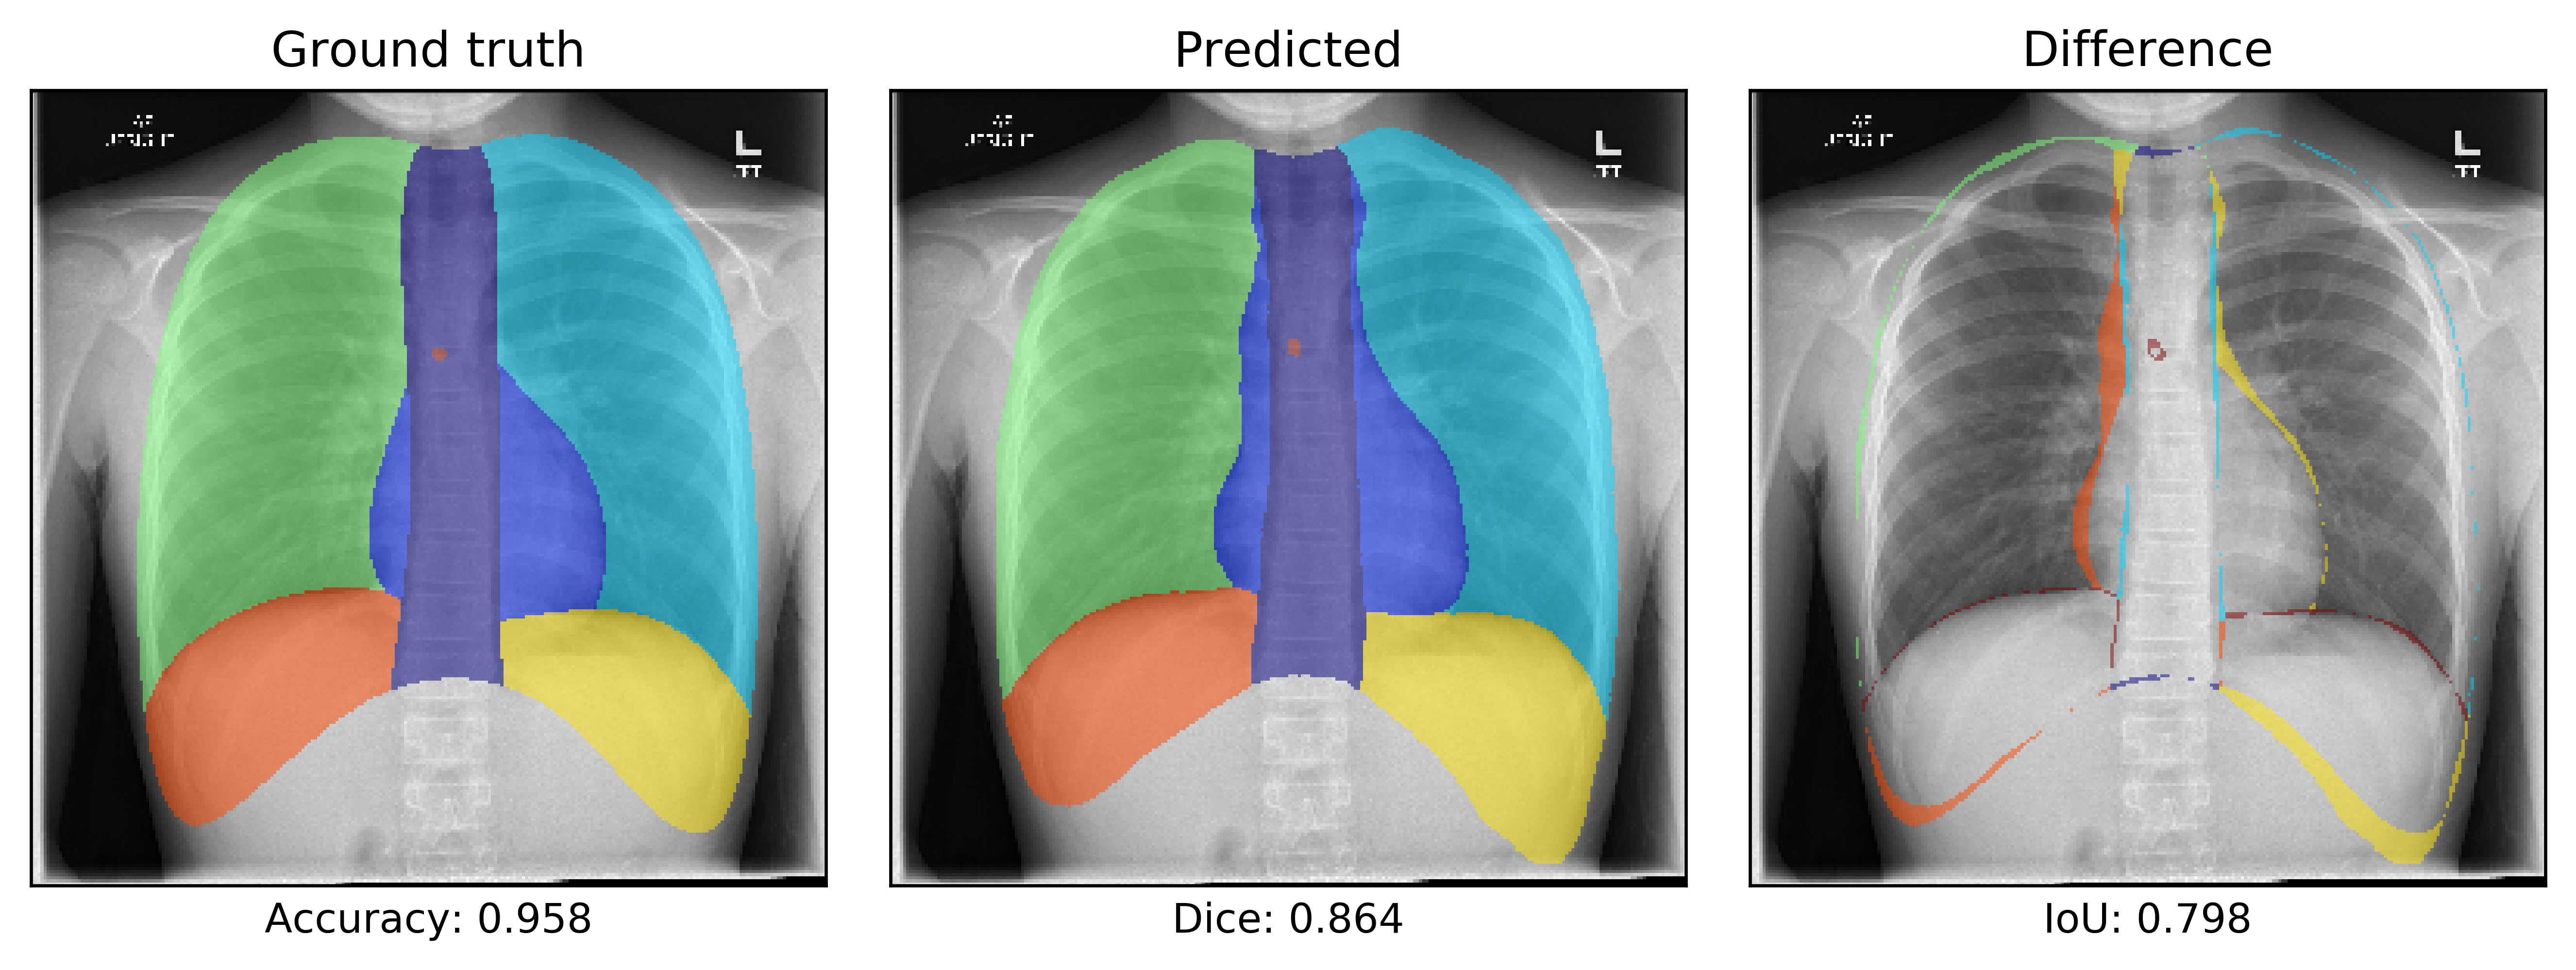 Ground truth
Predicted
Difference
L
L
L
Accuracy: 0.958
Dice: 0.864
IoU: 0.798